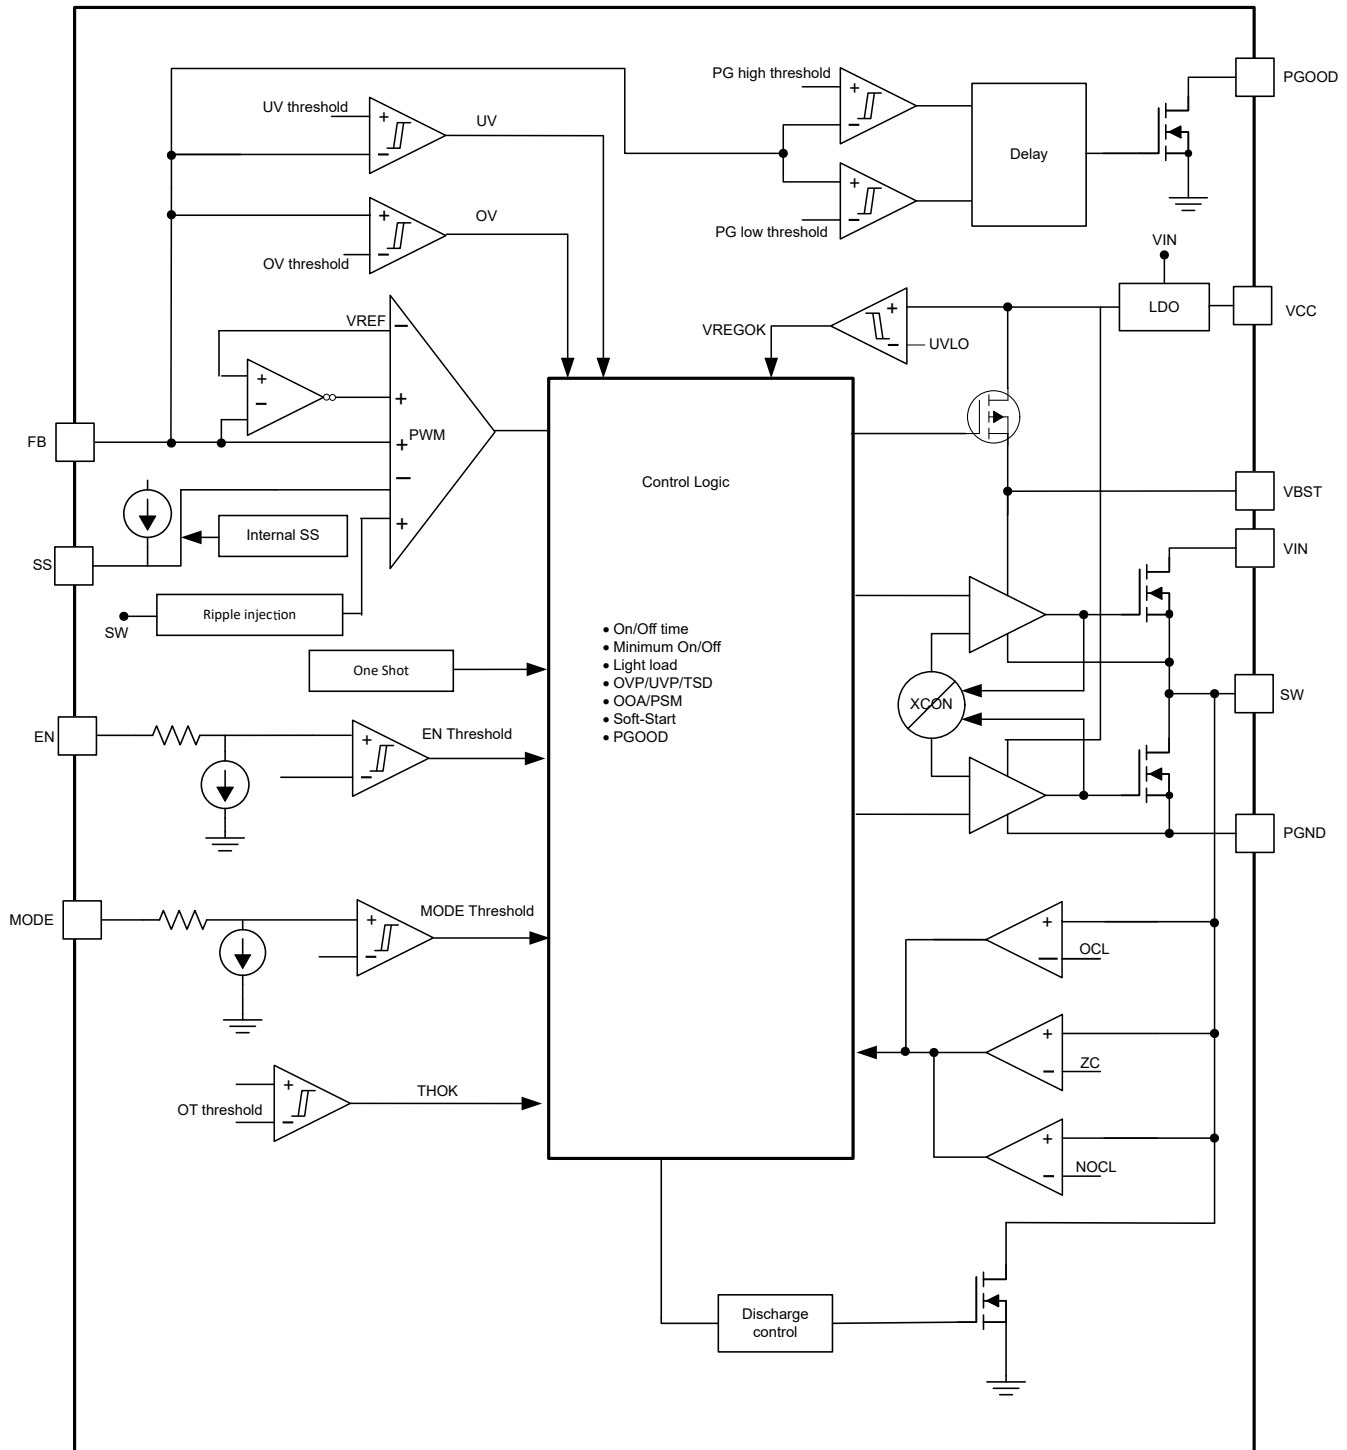 PG high threshold
PGOOD
UV threshold
UV
Delay
OV
PG low threshold
OV threshold
VIN
LDO
VCC
VREF
VREGOK
UVLO
FB
PWM
Control Logic
VBST
Internal SS
VIN
SS
Ripple injection
SW
• On/Off time
• Minimum On/Off
• Light load
• OVP/UVP/TSD
• OOA/PSM
• Soft-Start
• PGOOD
One Shot
XCON
SW
EN
EN Threshold
PGND
MODE
MODE Threshold
OCL
ZC
THOK
OT threshold
NOCL
Discharge
control